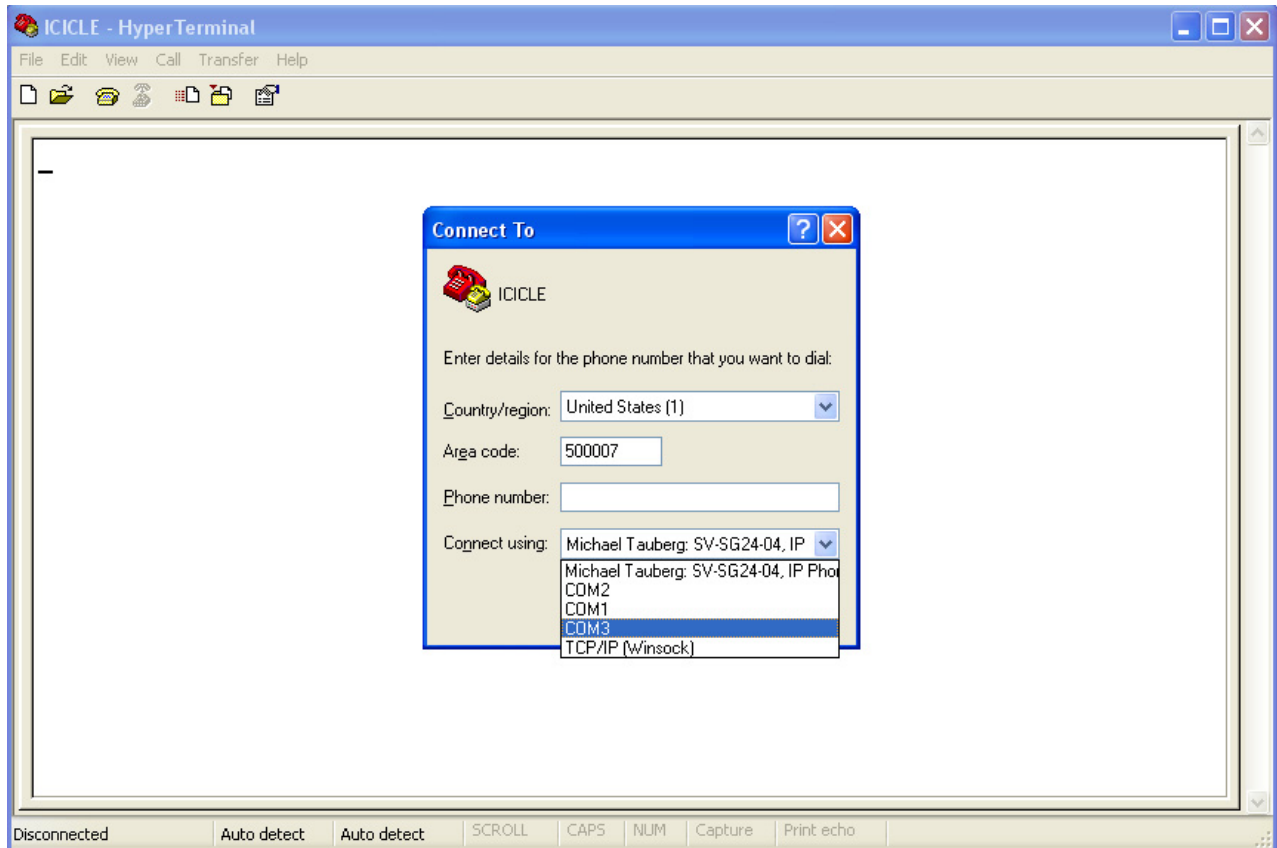 ICICLE - HyperTerminal
File Edit View Call Transfer Help
Connect To
ICICLE
Enter details for the phone number that you want to dial:
Country/region: United States (1)
Area code: 500007
Phone number:
Connect using: Michael Tauberg: SV-SG24-04, IP
Michael Tauberg: SV-SG24-04, IP Pho
COM2
COM1
COM3
TCP/IP (Winsock)
Disconnected Auto detect Auto detect SCROLL CAPS NUM Capture Print echo